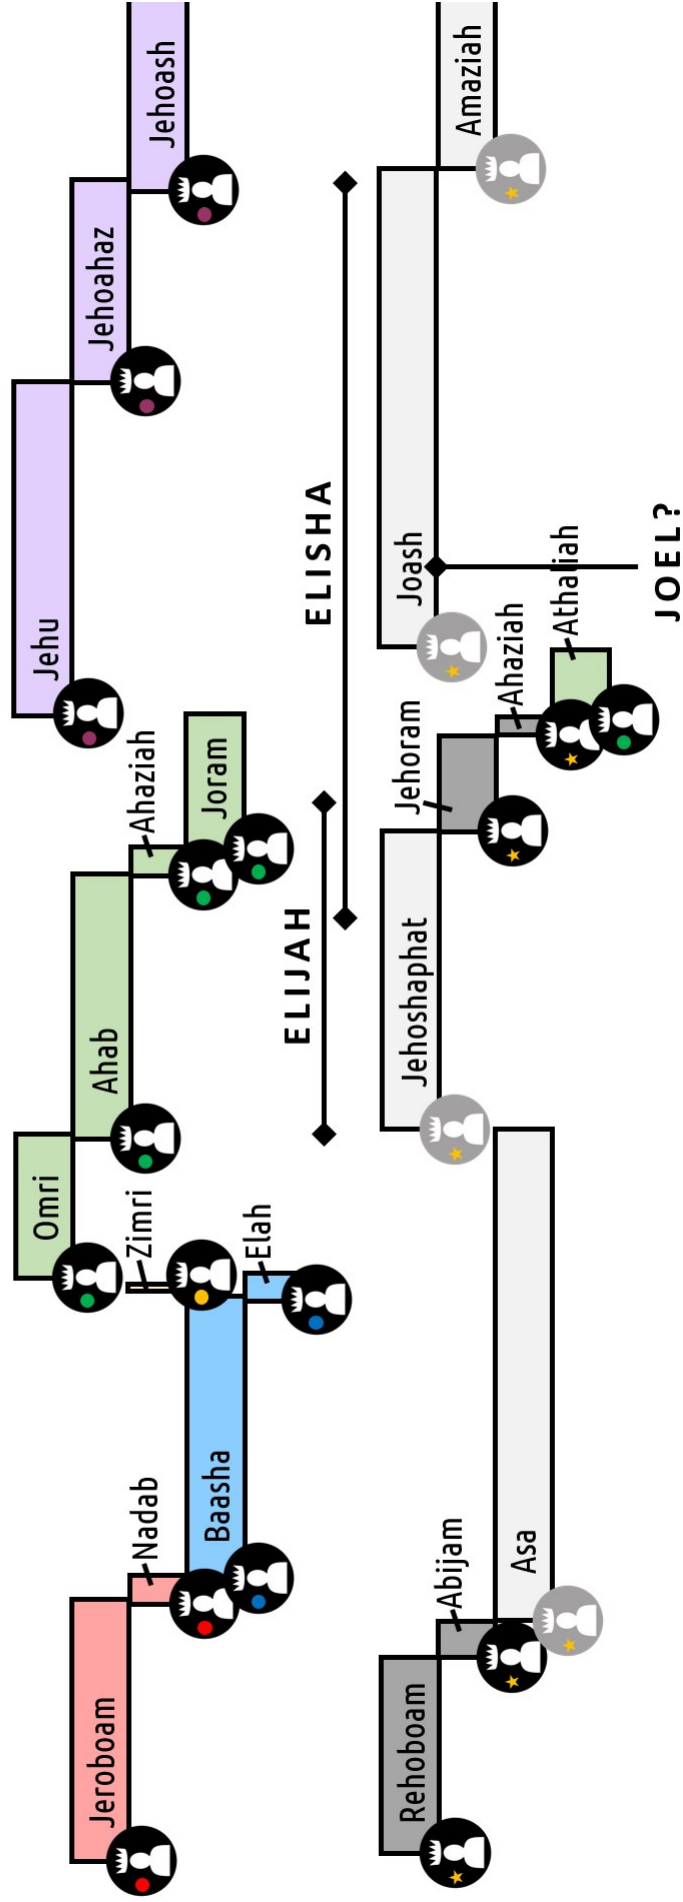 Jeroboam
Nadab
Baasha
Elah
Zimri
Omri
Ahab
Ahaziah
Joram
Jehu
Jehoahaz
Jehoash
ELIJAH
ELISHA
Rehoboam
Abijam
Asa
Jehoshaphat
Jehoram
Ahaziah
Athaliah
Joash
Amaziah
JOEL?